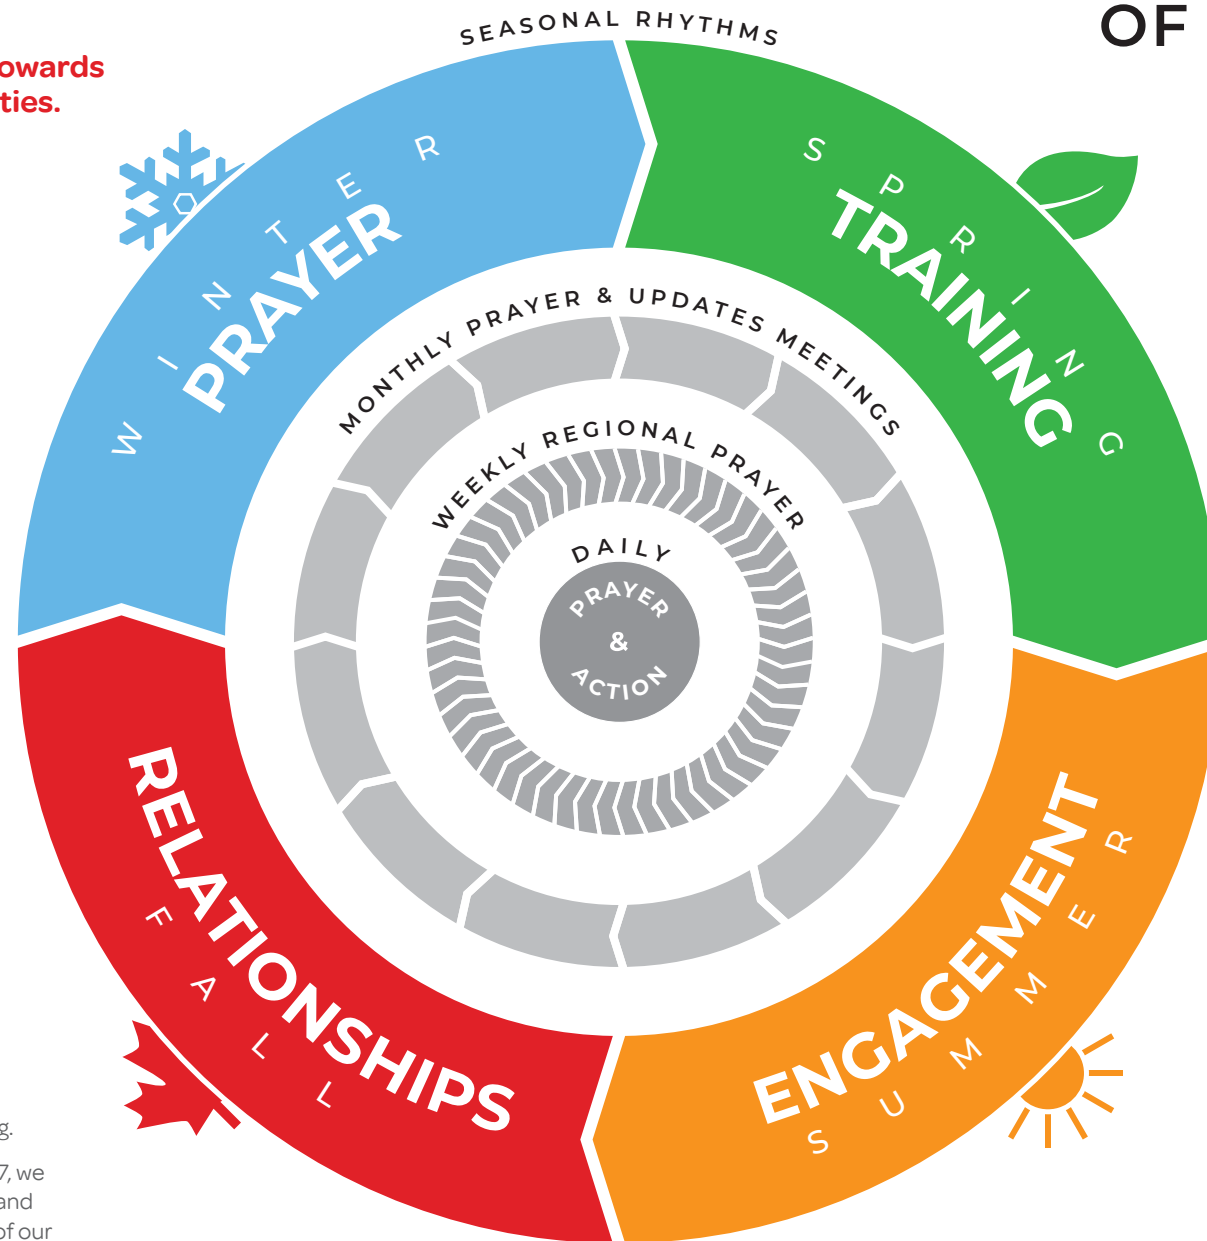 SEASONAL RHYTHMS
OF
owards
ties.
WINTER
PRAYER
SPRING
TRAINING
MONTHLY PRAYER & UPDATES MEETINGS
WEEKLY REGIONAL PRAYER
DAILY
PRAYER
&
ACTION
RELATIONSHIPS
FALL
ENGAGEMENT
SUMMER
g.
7, we
and
of our